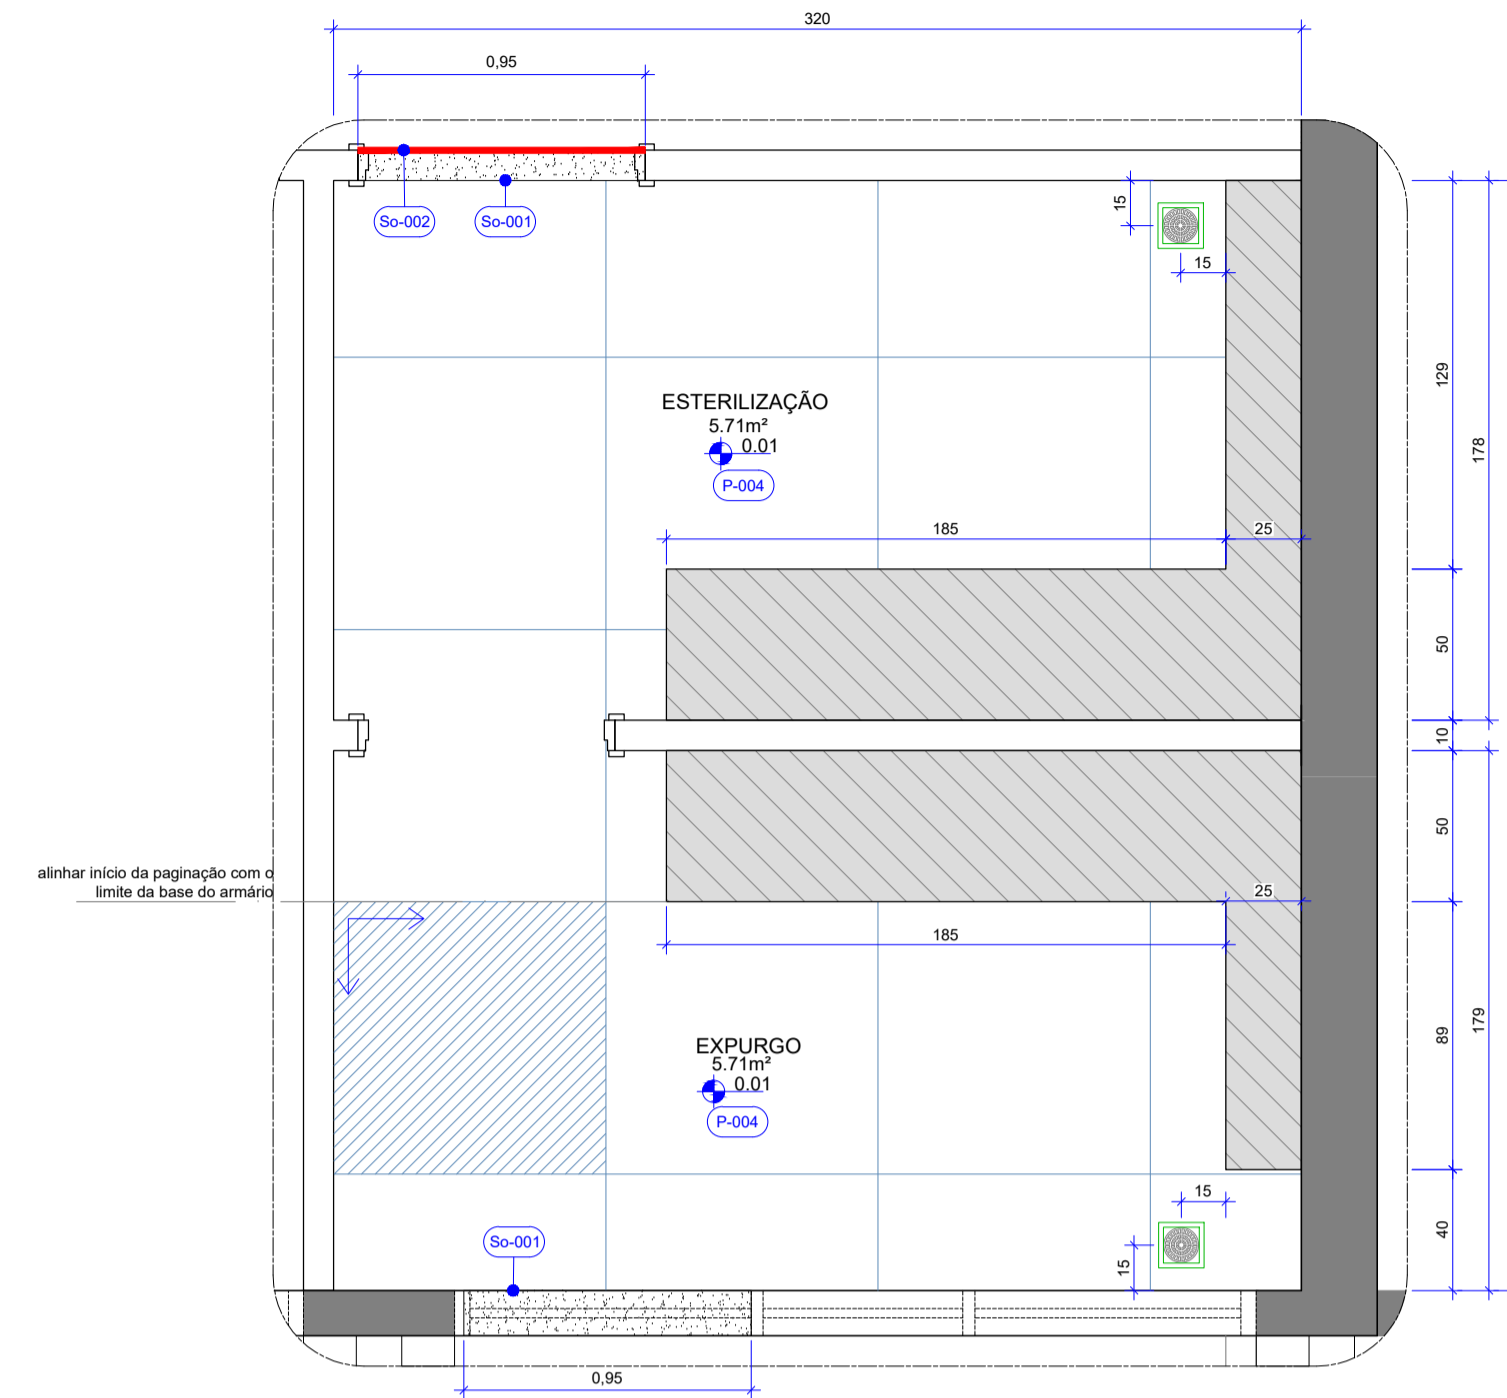 320
0,95
So-002
So-001
15
15
ESTERILIZAÇÃO
5.71m²
0.01
P-004
129
178
185
25
50
10
50
alinhar início da paginação com o
limite da base do armário
25
185
EXPURGO
5.71m²
0.01
P-004
89
179
15
So-001
15
40
0,95